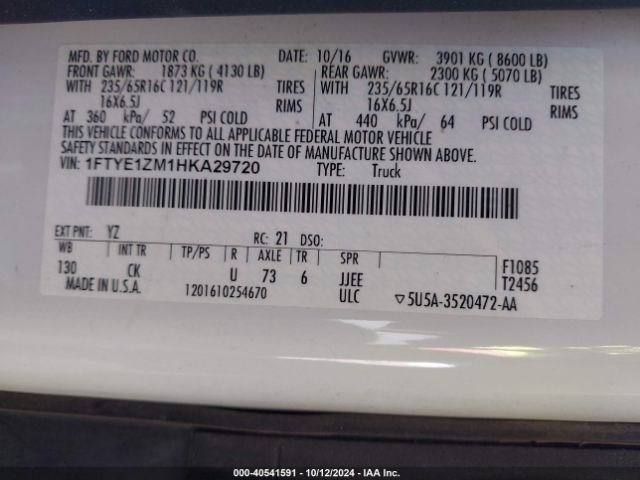 MFD. BY FORD MOTOR CO. DATE: 10/16 GVWR: 3901 KG ( 8600 LB)
FRONT GAWR: 1873 KG ( 4130 LB) REAR GAWR: 2300 KG ( 5070 LB)
WITH 235/65R16C 121/119R TIRES WITH 235/65R16C 121/119R TIRES
16X6.5J RIMS 16X6.5J RIMS
AT 360 kPa/ 52 PSI COLD AT 440 kPa/ 64 PSI COLD
THIS VEHICLE CONFORMS TO ALL APPLICABLE FEDERAL MOTOR VEHICLE
SAFETY STANDARDS IN EFFECT ON THE DATE OF MANUFACTURE SHOWN ABOVE.
VIN: 1FTYE1ZM1HKA29720 TYPE: Truck
EXT PNT: YZ RC: 21 DSO:
WB INT TR TP/PS R AXLE TR SPR F1085
130 CK U 73 6 JJEE T2456
MADE IN U.S.A. 1201610254670 ULC ▽5U5A-3520472-AA
000-40541591 - 10/12/2024 - IAA Inc.